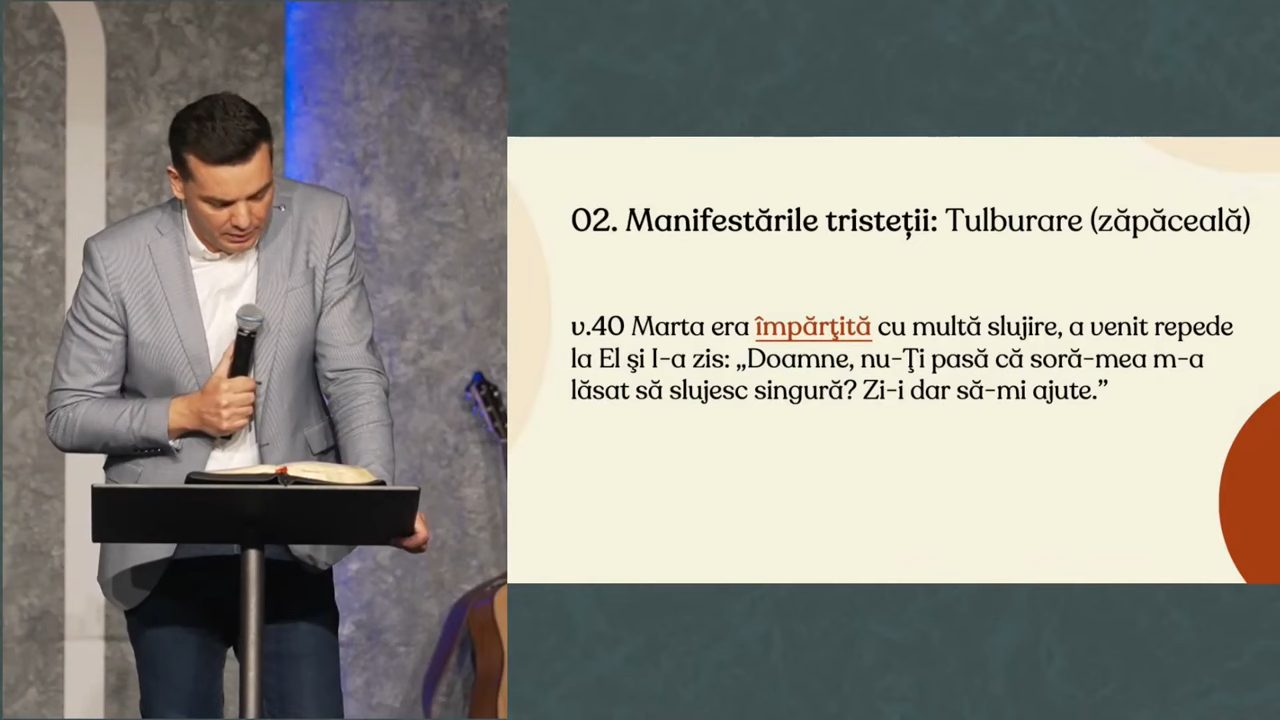 02. Manifestările tristeții: Tulburare (zăpăceală)
v.40 Marta era împărţită cu multă slujire, a venit repede
la El şi I-a zis: „Doamne, nu-Ţi pasă că soră-mea m-a
lăsat să slujesc singură? Zi-i dar să-mi ajute.”